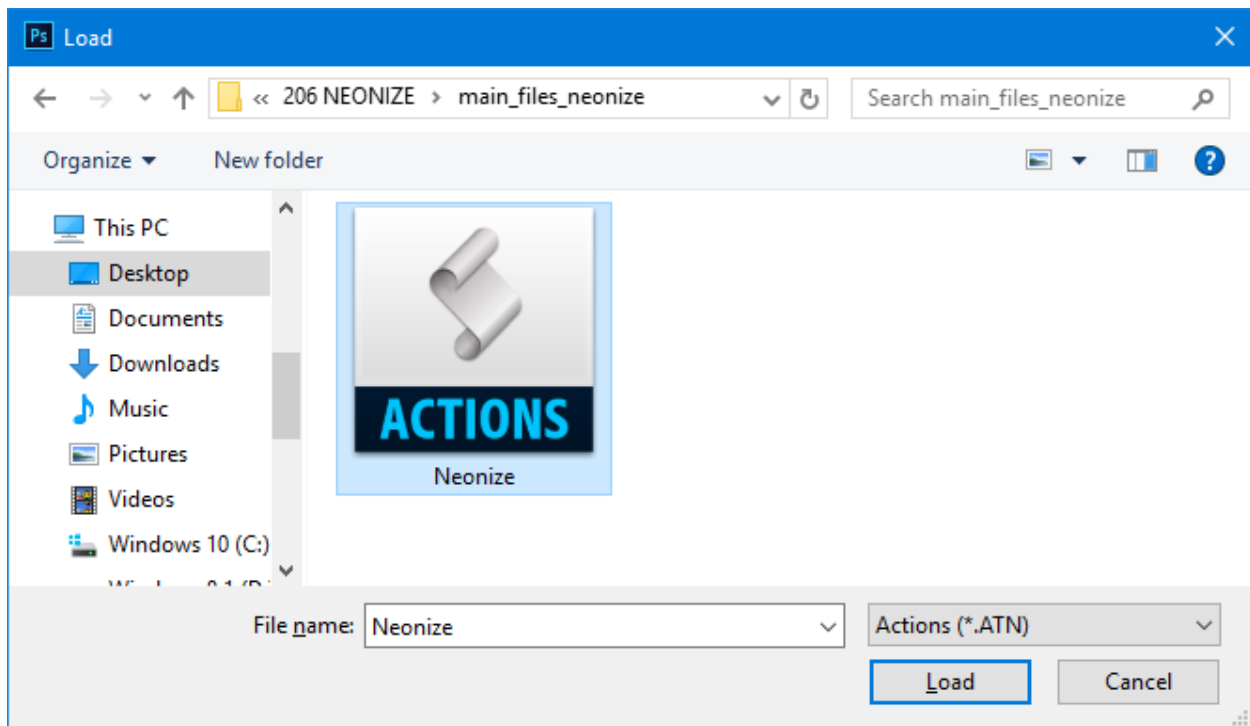 Ps Load
« 206 NEONIZE > main_files_neonize
Search main_files_neonize
Organize New folder
?
This PC
Desktop
Documents
Downloads
Music
Pictures
Videos
Windows 10 (C:)
ACTIONS
Neonize
File name: Neonize
Actions (*.ATN)
Load Cancel